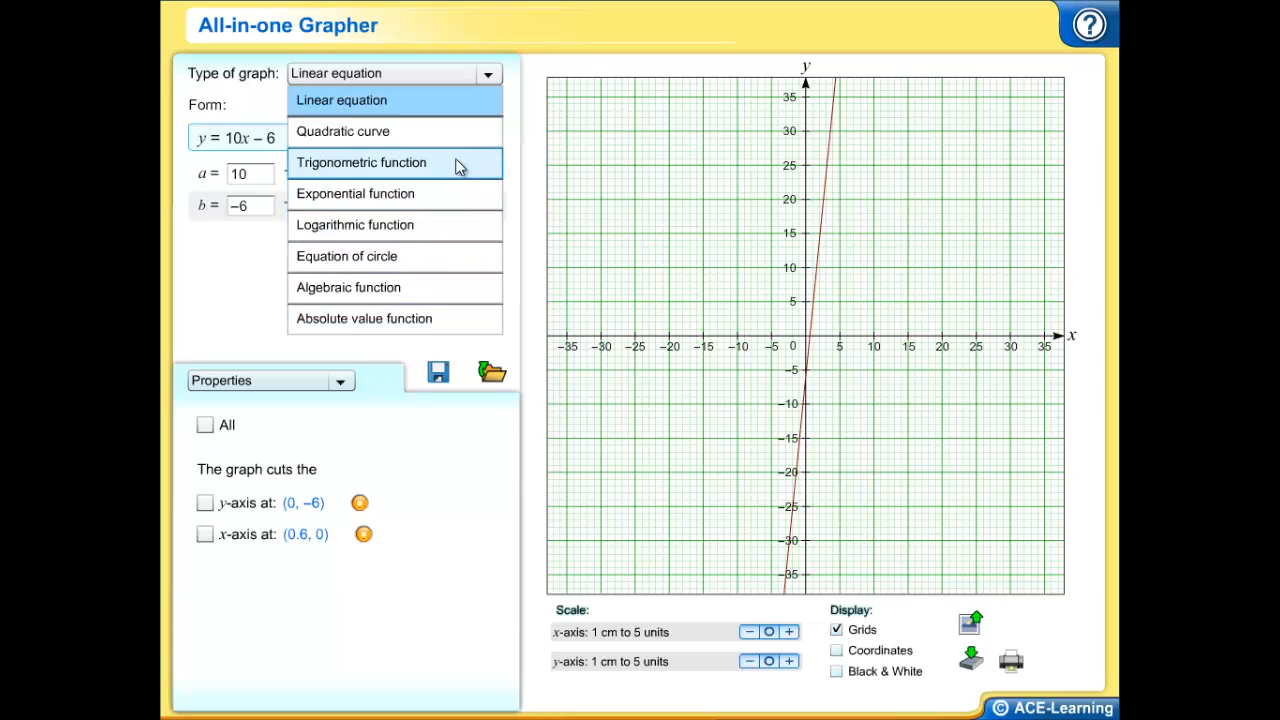 All-in-one Grapher
?
Type of graph: Linear equation
Form:
Linear equation
Quadratic curve
Trigonometric function
Exponential function
Logarithmic function
Equation of circle
Algebraic function
Absolute value function
y = 10x – 6
a = 10
b = –6
Properties
All
The graph cuts the
y-axis at: (0, –6)
x-axis at: (0.6, 0)
y
35
30
25
20
15
10
5
–35 –30 –25 –20 –15 –10 –5 0 5 10 15 20 25 30 35 x
–5
–10
–15
–20
–25
–30
–35
Scale:
x-axis: 1 cm to 5 units – O +
y-axis: 1 cm to 5 units – O +
Display:
Grids
Coordinates
Black & White
© ACE-Learning